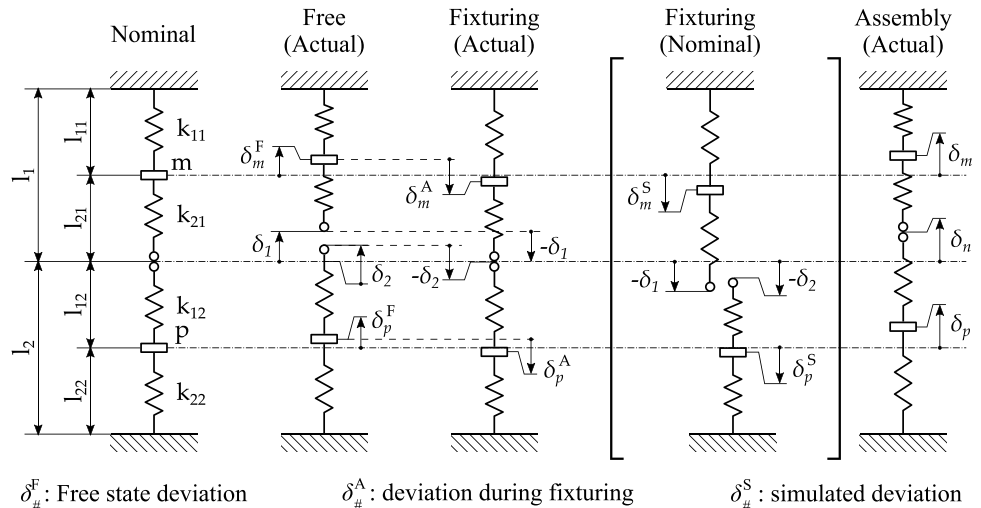 Nominal
Free
(Actual)
Fixturing
(Actual)
Fixturing
(Nominal)
Assembly
(Actual)
l₁
l₁₁
k₁₁
m
l₂₁
k₂₁
l₂
l₁₂
k₁₂
p
l₂₂
k₂₂
δₘᶠ
δ₁
δ₂
δₚᶠ
δₘᴬ
-δ₁
-δ₂
δₚᴬ
δₘˢ
-δ₁
-δ₂
δₚˢ
δₘ
δₙ
δₚ
δ#ᶠ: Free state deviation
δ#ᴬ: deviation during fixturing
δ#ˢ: simulated deviation